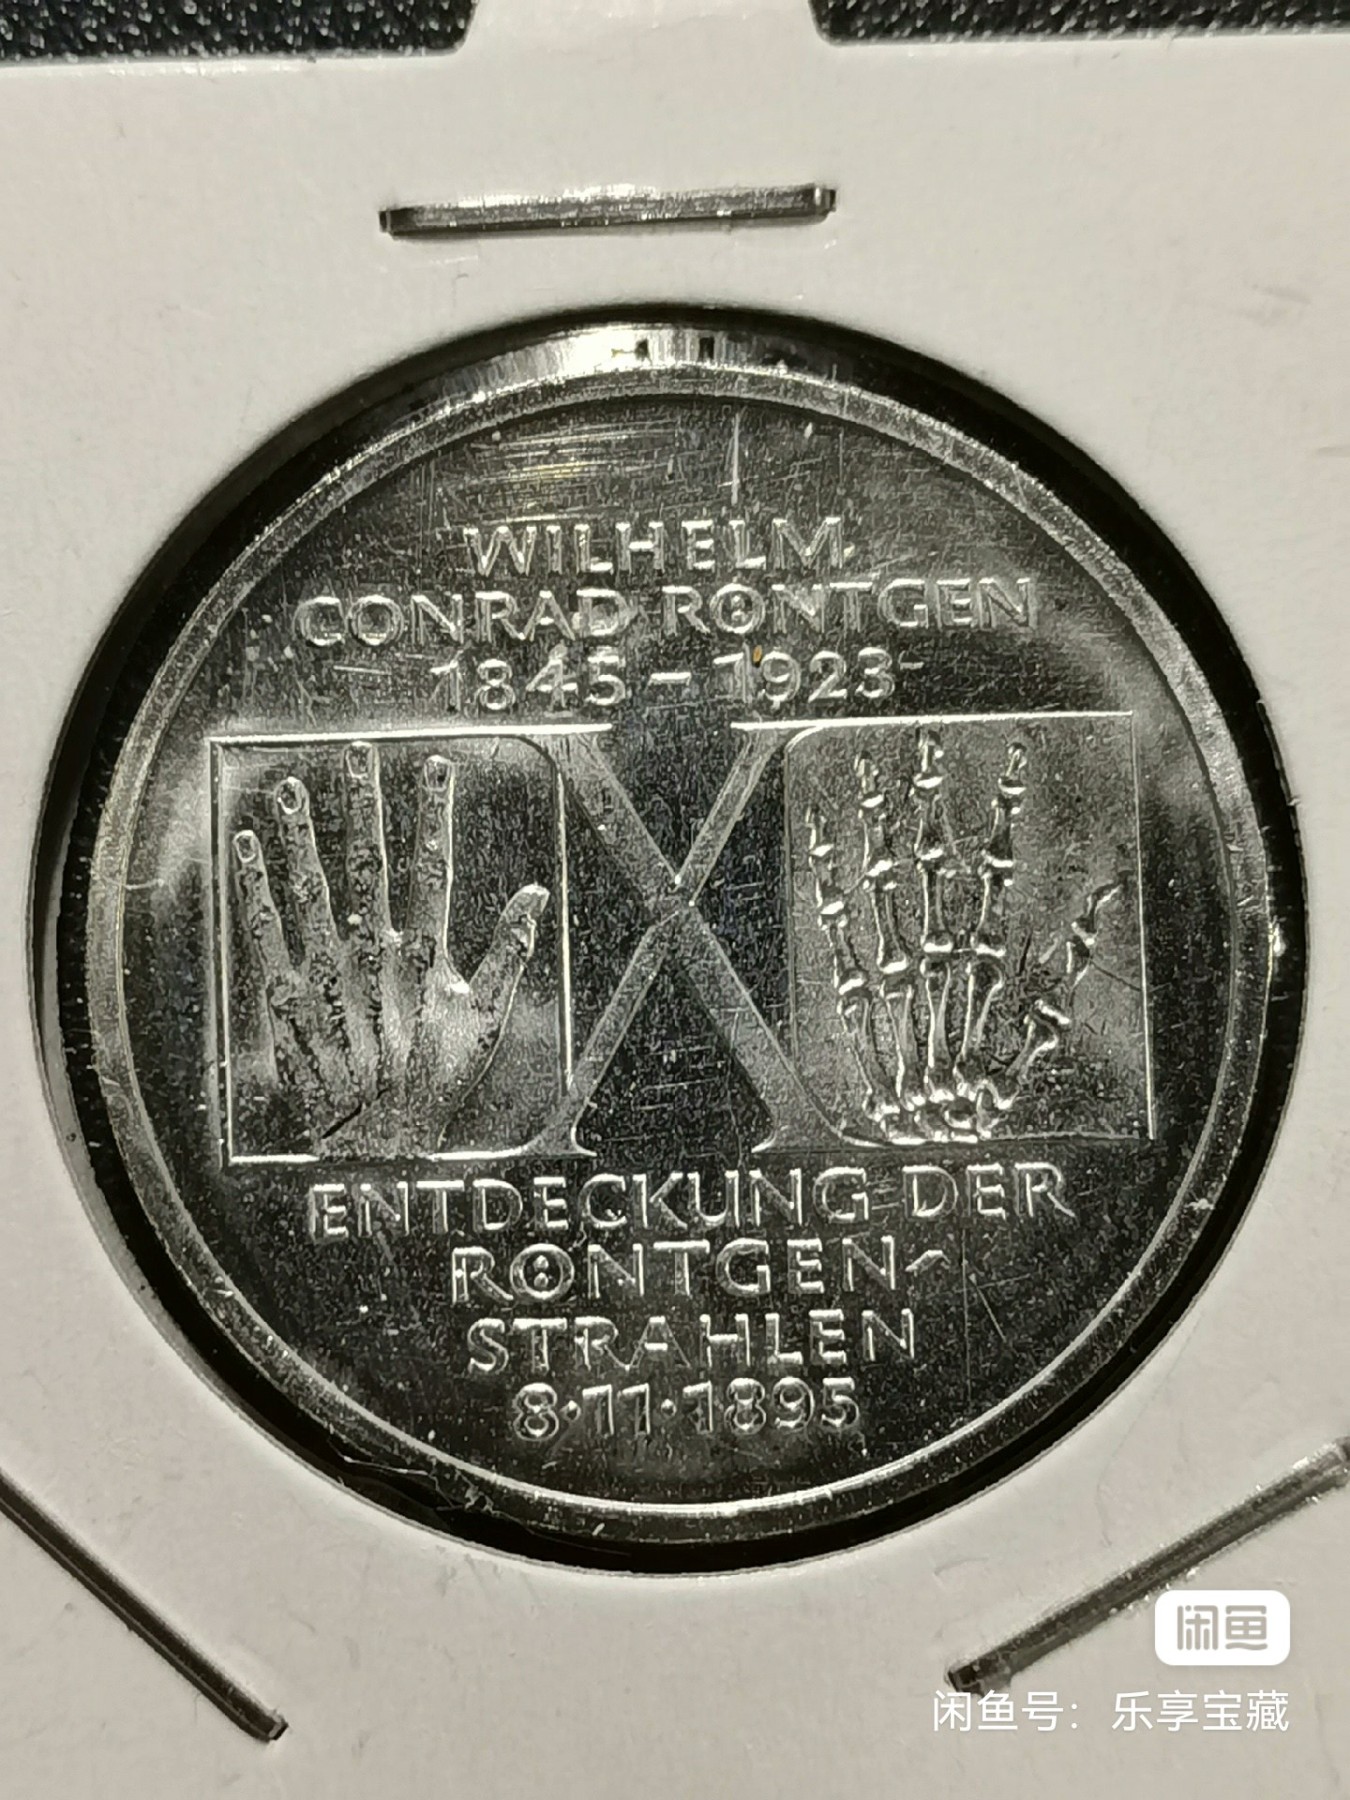 WILHELM
CONRAD RÖNTGEN
1845 – 1923
X
ENTDECKUNG DER
RÖNTGEN-
STRAHLEN
8·11·1895
闲鱼
闲鱼号：乐享宝藏